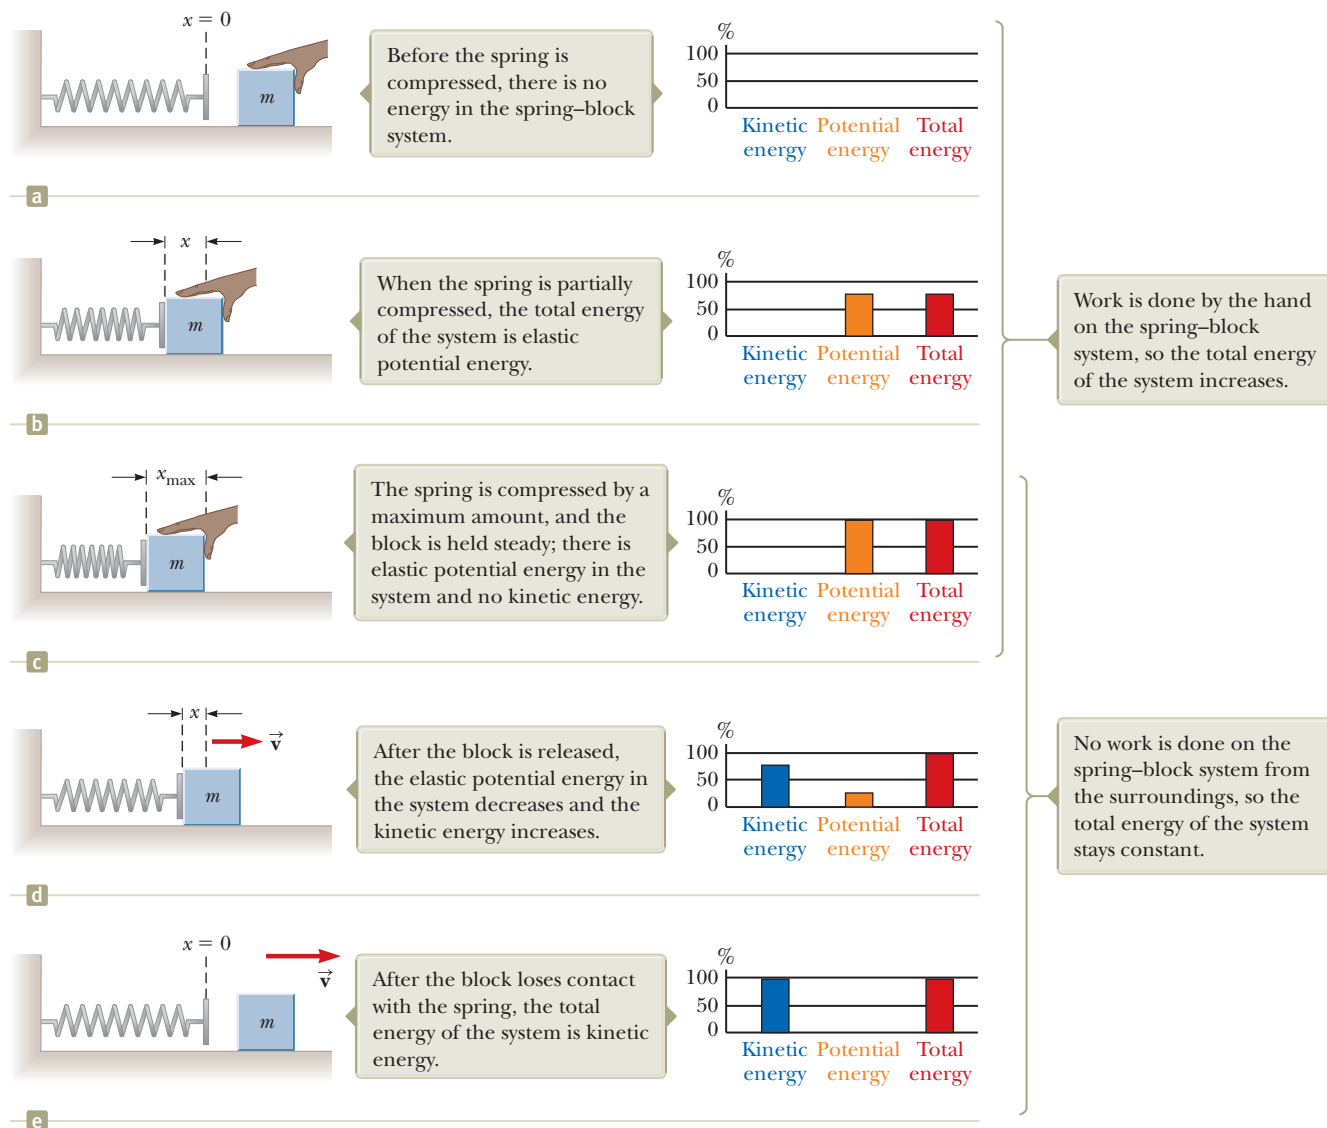 x = 0
m
Before the spring is
compressed, there is no
energy in the spring–block
system.
%
100
50
0
Kinetic Potential Total
energy energy energy
a
x
m
When the spring is partially
compressed, the total
energy of the system is elastic
potential energy.
%
100
50
0
Kinetic Potential Total
energy energy energy
b
Work is done by the hand
on the spring–block
system, so the total energy
of the system increases.
xmax
m
The spring is compressed by a
maximum amount, and the
block is held steady; there is
elastic potential energy in the
system and no kinetic energy.
%
100
50
0
Kinetic Potential Total
energy energy energy
c
x
v⃗
m
After the block is released,
the elastic potential energy in
the system decreases and the
kinetic energy increases.
%
100
50
0
Kinetic Potential Total
energy energy energy
d
No work is done on the
spring–block system from
the surroundings, so the
total energy of the system
stays constant.
x = 0
v⃗
m
After the block loses contact
with the spring, the total
energy of the system is kinetic
energy.
%
100
50
0
Kinetic Potential Total
energy energy energy
e